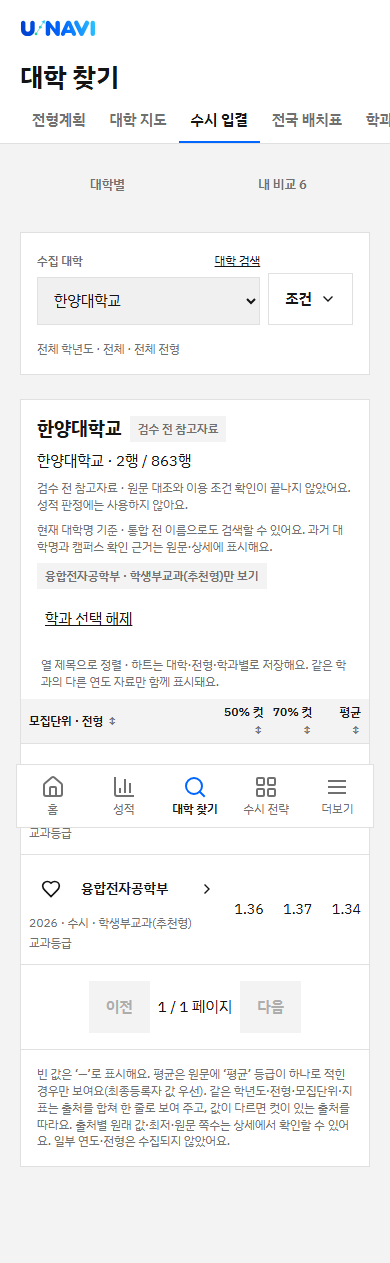 UNAVI
대학 찾기
전형계획 대학 지도 수시 입결 전국 배치표 학과
대학별 내 비교 6
수집 대학 대학 검색
한양대학교 조건
전체 학년도 · 전체 · 전체 전형
한양대학교 검수 전 참고자료
한양대학교 · 2행 / 863행
검수 전 참고자료 · 원문 대조와 이용 조건 확인이 끝나지 않았어요.
성적 판정에는 사용하지 않아요.
현재 대학명 기준 · 통합 전 이름으로도 검색할 수 있어요. 과거 대
학명과 캠퍼스 확인 근거는 원문·상세에 표시해요.
융합전자공학부 · 학생부교과(추천형)만 보기
학과 선택 해제
열 제목으로 정렬 · 하트는 대학·전형·학과별로 저장해요. 같은 학
과의 다른 연도 자료만 함께 표시돼요.
모집단위 · 전형 50% 컷 70% 컷 평균
홈 성적 대학 찾기 수시 전략 더보기
교과등급
융합전자공학부
1.36 1.37 1.34
2026 · 수시 · 학생부교과(추천형)
교과등급
이전 1 / 1 페이지 다음
빈 값은 ‘—’로 표시해요. 평균은 원문에 ‘평균’ 등급이 하나로 적힌
경우만 보여요(최종등록자 값 우선). 같은 학년도·전형·모집단위·지
표는 출처를 합쳐 한 줄로 보여 주고, 값이 다르면 컷이 있는 출처를
따라요. 출처별 원래 값·최저·원문 쪽수는 상세에서 확인할 수 있어
요. 일부 연도·전형은 수집되지 않았어요.